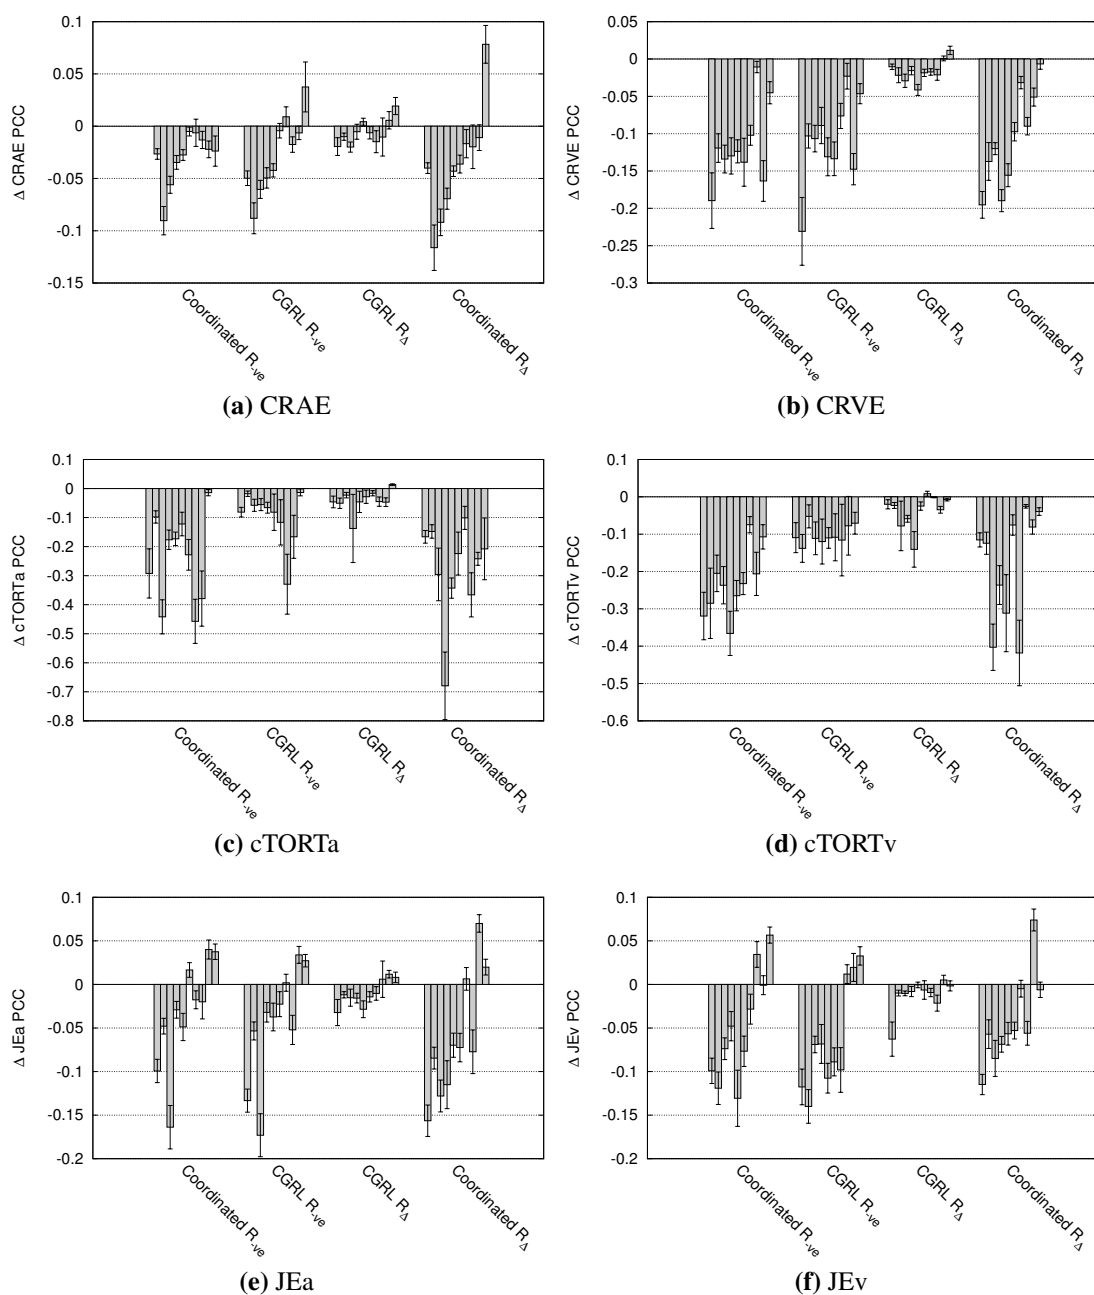 0.1
0.05
0
-0.05
-0.1
-0.15
Δ CRAE PCC
Coordinated R-ve
CGRL R-ve
CGRL RΔ
Coordinated RΔ
(a) CRAE
0.05
0
-0.05
-0.1
-0.15
-0.2
-0.25
-0.3
Δ CRVE PCC
Coordinated R-ve
CGRL R-ve
CGRL RΔ
Coordinated RΔ
(b) CRVE
0.1
0
-0.1
-0.2
-0.3
-0.4
-0.5
-0.6
-0.7
-0.8
Δ cTORTa PCC
Coordinated R-ve
CGRL R-ve
CGRL RΔ
Coordinated RΔ
(c) cTORTa
0.1
0
-0.1
-0.2
-0.3
-0.4
-0.5
-0.6
Δ cTORTv PCC
Coordinated R-ve
CGRL R-ve
CGRL RΔ
Coordinated RΔ
(d) cTORTv
0.1
0.05
0
-0.05
-0.1
-0.15
-0.2
Δ JEa PCC
Coordinated R-ve
CGRL R-ve
CGRL RΔ
Coordinated RΔ
(e) JEa
0.1
0.05
0
-0.05
-0.1
-0.15
-0.2
Δ JEv PCC
Coordinated R-ve
CGRL R-ve
CGRL RΔ
Coordinated RΔ
(f) JEv